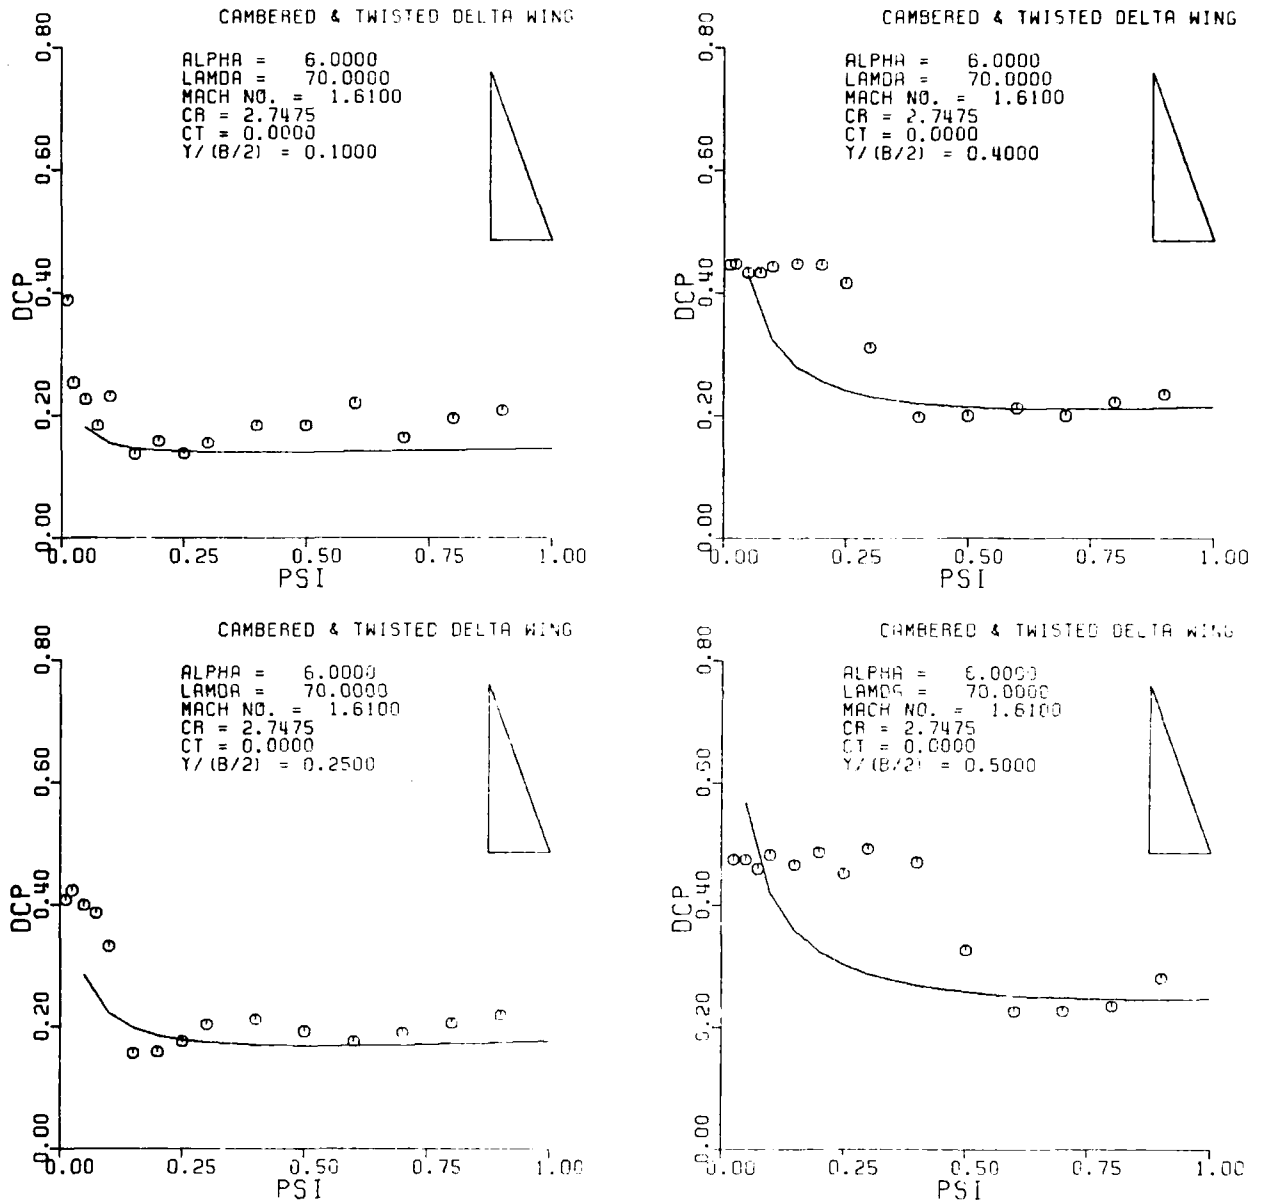 CAMBERED & TWISTED DELTA WING
ALPHA = 6.0000
LAMDA = 70.0000
MACH NO. = 1.6100
CR = 2.7475
CT = 0.0000
Y/(B/2) = 0.1000
0.80
0.60
0.40
0.20
0.00
DCP
0.00 0.25 0.50 0.75 1.00
PSI
CAMBERED & TWISTED DELTA WING
ALPHA = 6.0000
LAMDA = 70.0000
MACH NO. = 1.6100
CR = 2.7475
CT = 0.0000
Y/(B/2) = 0.4000
0.80
0.60
0.40
0.20
0.00
DCP
0.00 0.25 0.50 0.75 1.00
PSI
CAMBERED & TWISTED DELTA WING
ALPHA = 6.0000
LAMDA = 70.0000
MACH NO. = 1.6100
CR = 2.7475
CT = 0.0000
Y/(B/2) = 0.2500
0.80
0.60
0.40
0.20
0.00
DCP
0.00 0.25 0.50 0.75 1.00
PSI
CAMBERED & TWISTED DELTA WING
ALPHA = 6.0000
LAMDA = 70.0000
MACH NO. = 1.6100
CR = 2.7475
CT = 0.0000
Y/(B/2) = 0.5000
0.80
0.60
0.40
0.20
0.00
DCP
0.00 0.25 0.50 0.75 1.00
PSI